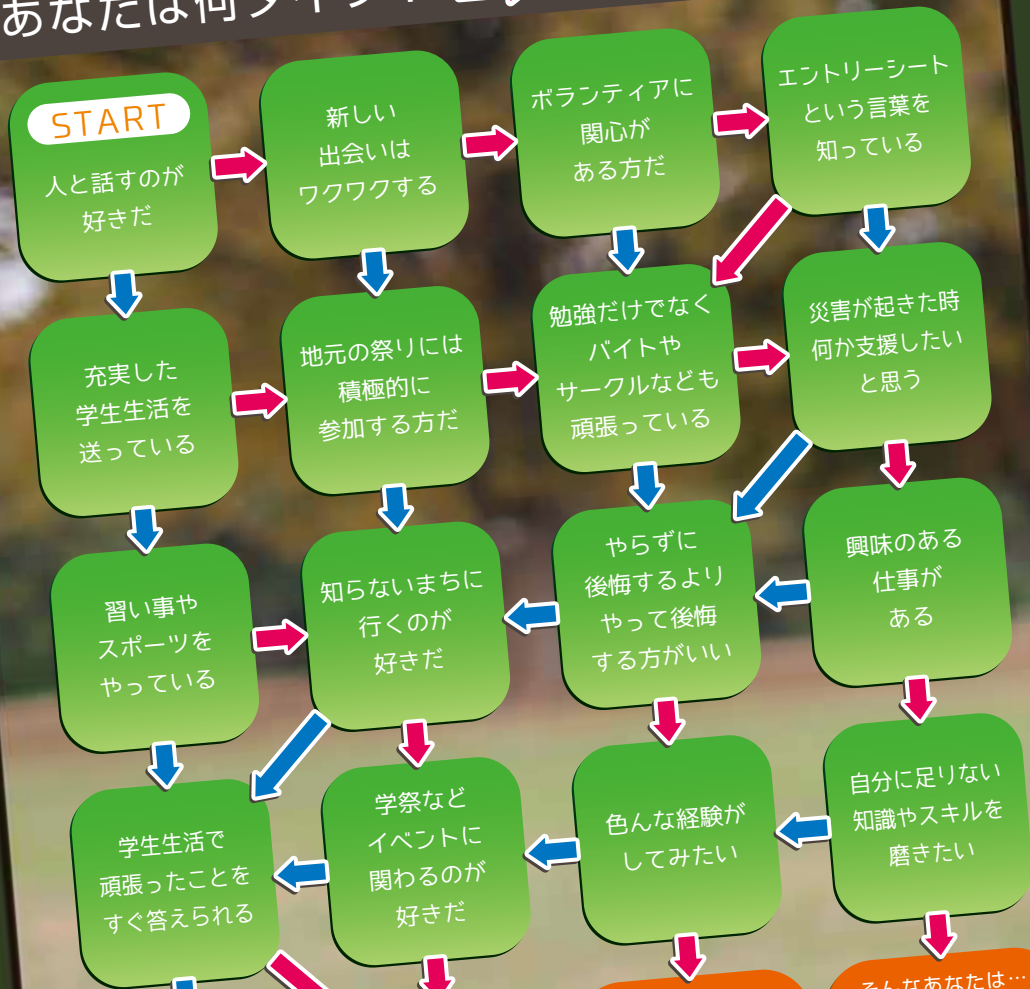 START
人と話すのが
好きだ
新しい
出会いは
ワクワクする
ボランティアに
関心が
ある方だ
エントリーシート
という言葉を
知っている
充実した
学生生活を
送っている
地元の祭りには
積極的に
参加する方だ
勉強だけでなく
バイトや
サークルなども
頑張っている
災害が起きた時
何か支援したい
と思う
習い事や
スポーツを
やっている
知らないまちに
行くのが
好きだ
やらずに
後悔するより
やって後悔
する方がいい
興味のある
仕事が
ある
学生生活で
頑張ったことを
すぐ答えられる
学祭など
イベントに
関わるのが
好きだ
色んな経験が
してみたい
自分に足りない
知識やスキルを
磨きたい
そんなあなたは…